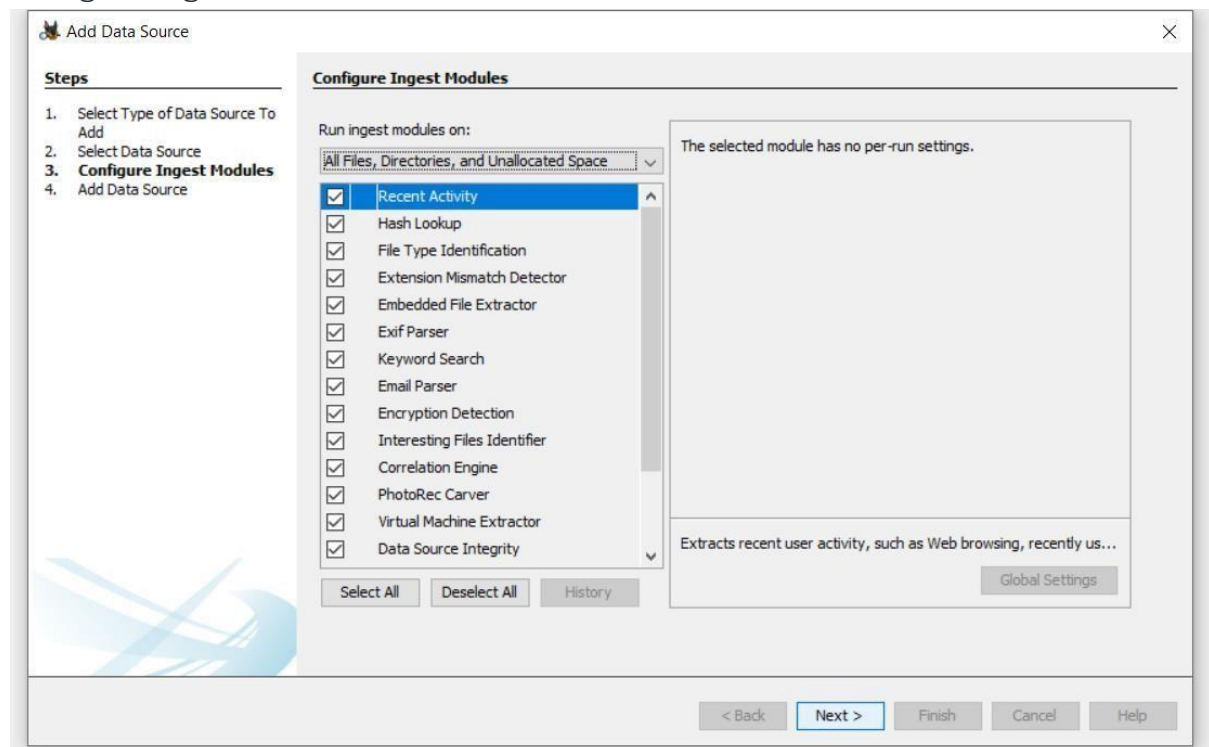 Add Data Source
Steps
1. Select Type of Data Source To
Add
2. Select Data Source
3. Configure Ingest Modules
4. Add Data Source
Configure Ingest Modules
Run ingest modules on:
All Files, Directories, and Unallocated Space
Recent Activity
Hash Lookup
File Type Identification
Extension Mismatch Detector
Embedded File Extractor
Exif Parser
Keyword Search
Email Parser
Encryption Detection
Interesting Files Identifier
Correlation Engine
PhotoRec Carver
Virtual Machine Extractor
Data Source Integrity
Select All Deselect All History
The selected module has no per-run settings.
Extracts recent user activity, such as Web browsing, recently us...
Global Settings
< Back Next > Finish Cancel Help